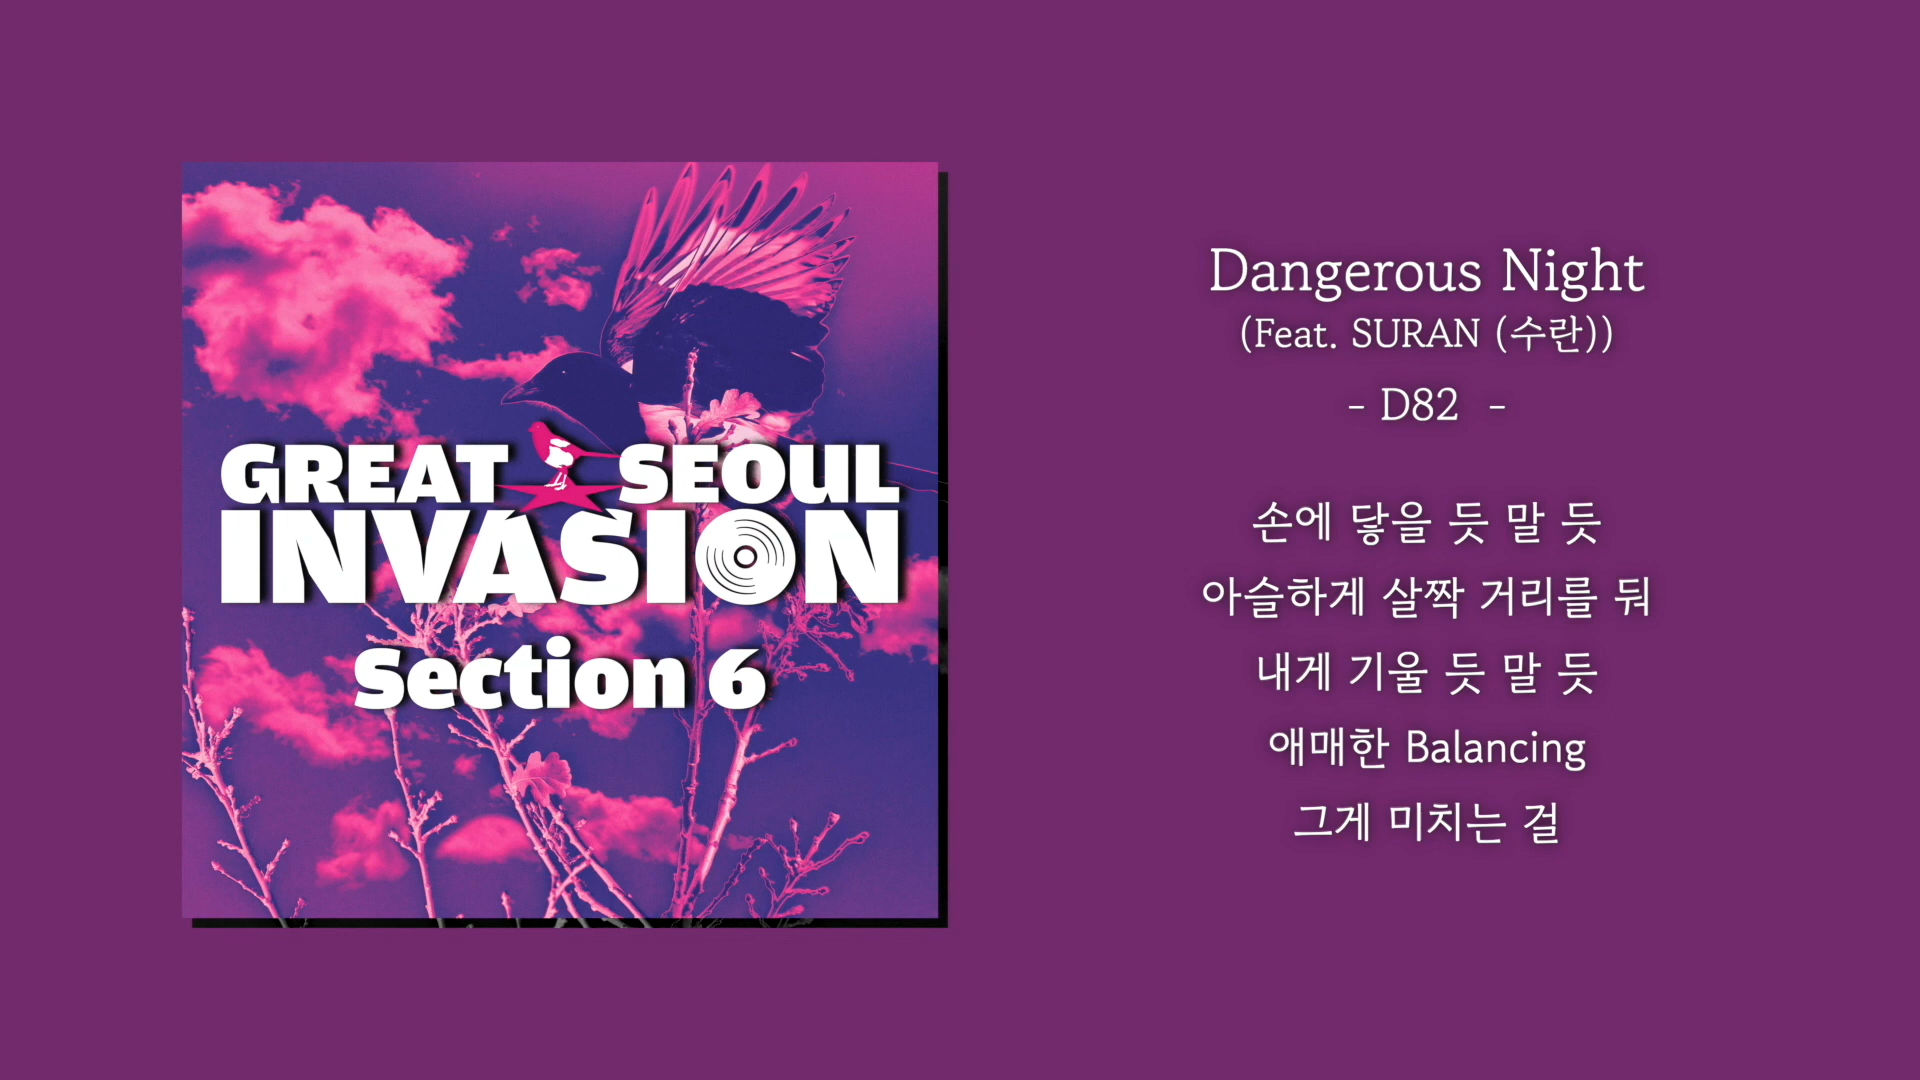 GREAT SEOUL
INVASION
Section 6
Dangerous Night
(Feat. SURAN (수란))
- D82 -
손에 닿을 듯 말 듯
아슬하게 살짝 거리를 둬
내게 기울 듯 말 듯
애매한 Balancing
그게 미치는 걸